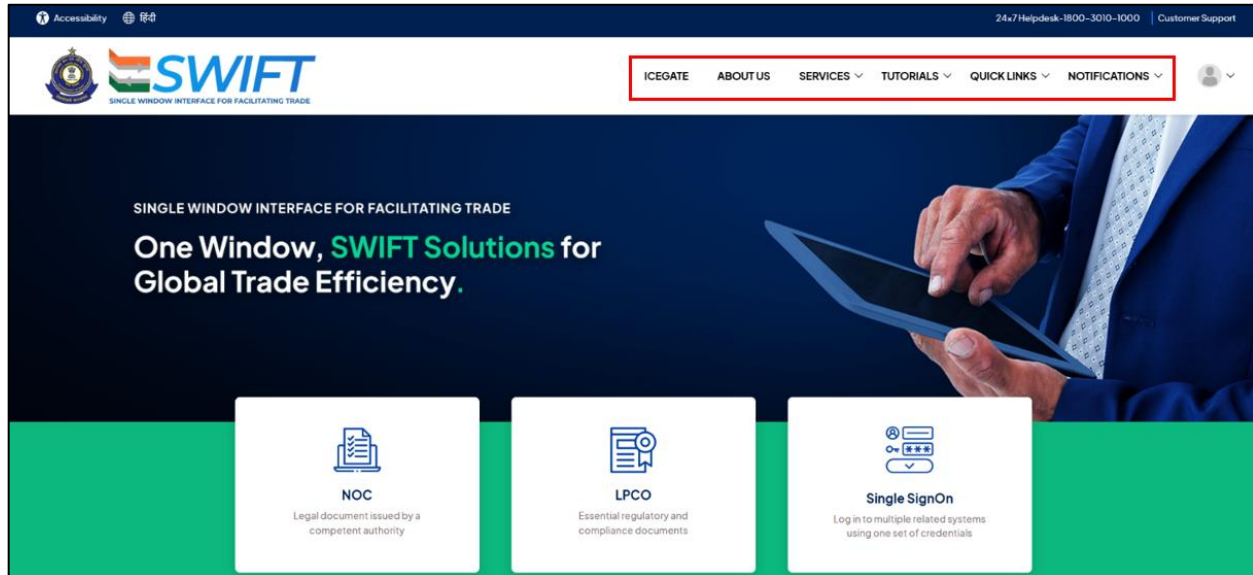 Accessibility हिंदी 24x7 Helpdesk-1800-3010-1000 Customer Support
SWIFT
SINGLE WINDOW INTERFACE FOR FACILITATING TRADE
ICEGATE ABOUT US SERVICES TUTORIALS QUICK LINKS NOTIFICATIONS
SINGLE WINDOW INTERFACE FOR FACILITATING TRADE
One Window, SWIFT Solutions for
Global Trade Efficiency.
NOC
Legal document issued by a
competent authority
LPCO
Essential regulatory and
compliance documents
***
Single SignOn
Log in to multiple related systems
using one set of credentials